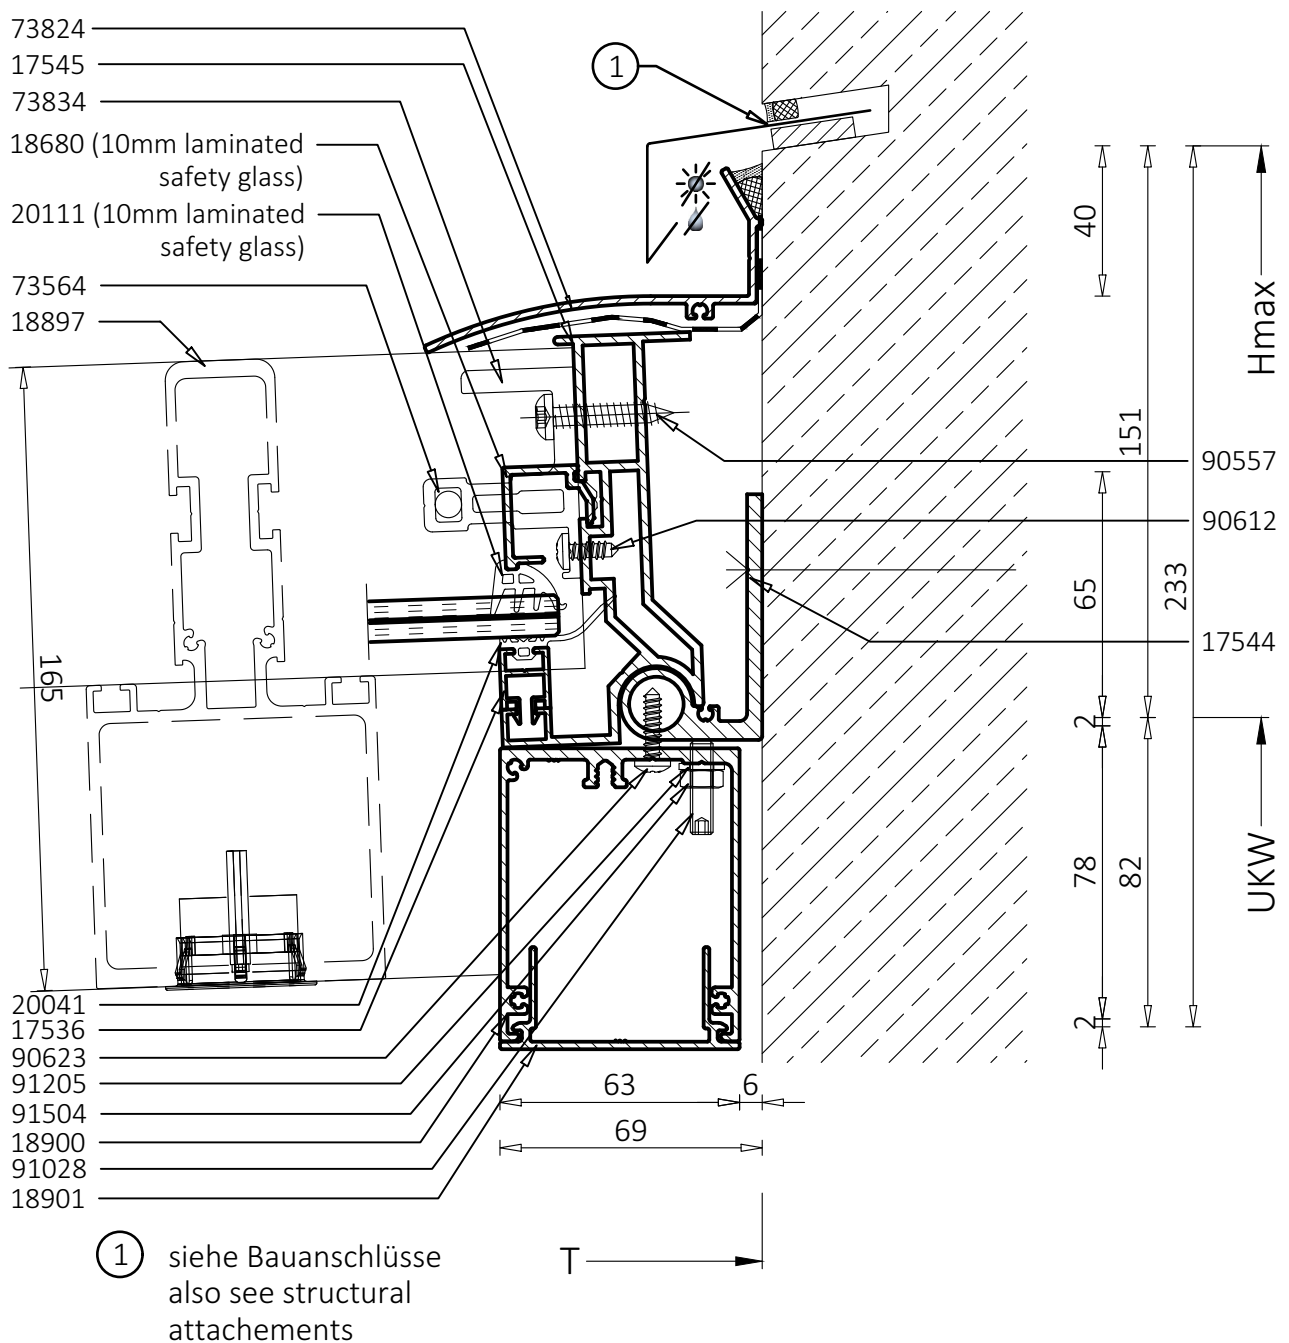 73824
17545
73834
18680 (10mm laminated
safety glass)
20111 (10mm laminated
safety glass)
73564
18897
1
40
Hmax
151
90557
90612
65
233
17544
165
2
78
82
UKW
2
20041
17536
90623
91205
91504
18900
91028
18901
63
6
69
T
1 siehe Bauanschlüsse
also see structural
attachements